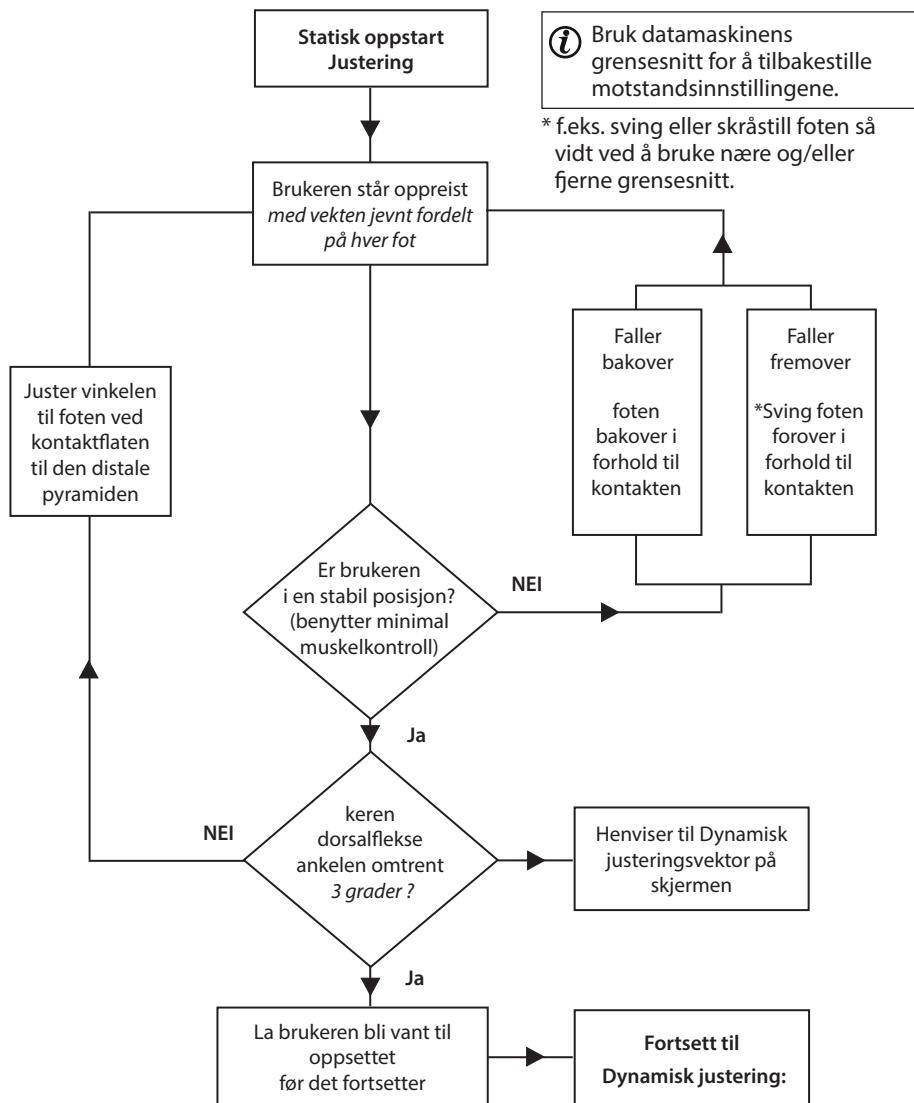 Statisk oppstart
Justering
i
Bruk datamaskinens
grensesnitt for å tilbakestille
motstandsinnstillingene.
* f.eks. sving eller skråstill foten så
vidt ved å bruke nære og/eller
fjerne grensesnitt.
Brukeren står oppreist
med vekten jevnt fordelt
på hver fot
Faller
bakover
foten
bakover i
forhold til
kontakten
Faller
fremover
*Sving foten
forover i
forhold til
kontakten
Juster vinkelen
til foten ved
kontaktflaten
til den distale
pyramiden
Er brukeren
i en stabil posisjon?
(benytter minimal
muskelkontroll)
NEI
Ja
keren
dorsalflekse
ankelen omtrent
3 grader ?
NEI
Henviser til Dynamisk
justeringsvektor på
skjermen
Ja
La brukeren bli vant til
oppsettet
før det fortsetter
Fortsett til
Dynamisk justering: